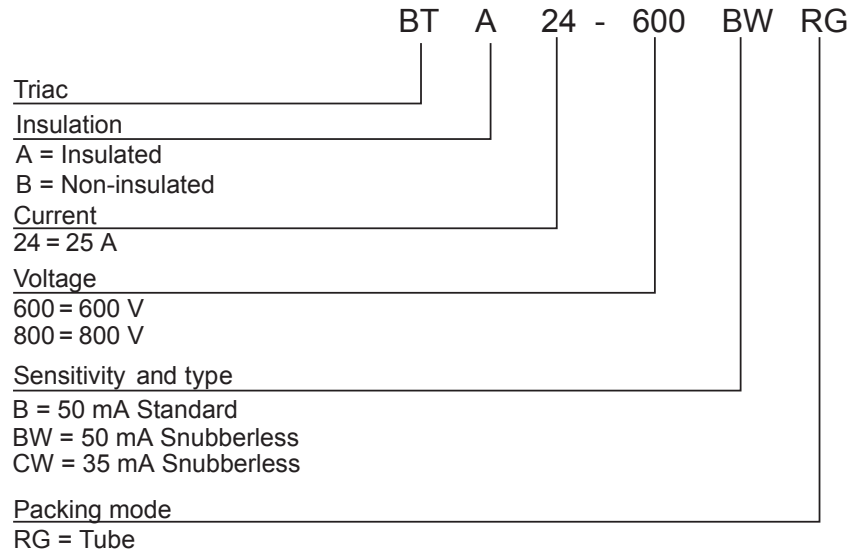 BT A 24 - 600 BW RG
Triac
Insulation
A = Insulated
B = Non-insulated
Current
24 = 25 A
Voltage
600 = 600 V
800 = 800 V
Sensitivity and type
B = 50 mA Standard
BW = 50 mA Snubberless
CW = 35 mA Snubberless
Packing mode
RG = Tube